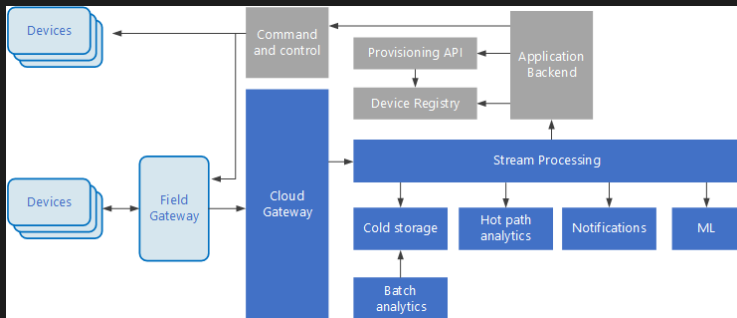 Devices
Command
and control
Provisioning API
Application
Backend
Device Registry
Stream Processing
Devices
Field
Gateway
Cloud
Gateway
Cold storage
Hot path
analytics
Notifications
ML
Batch
analytics